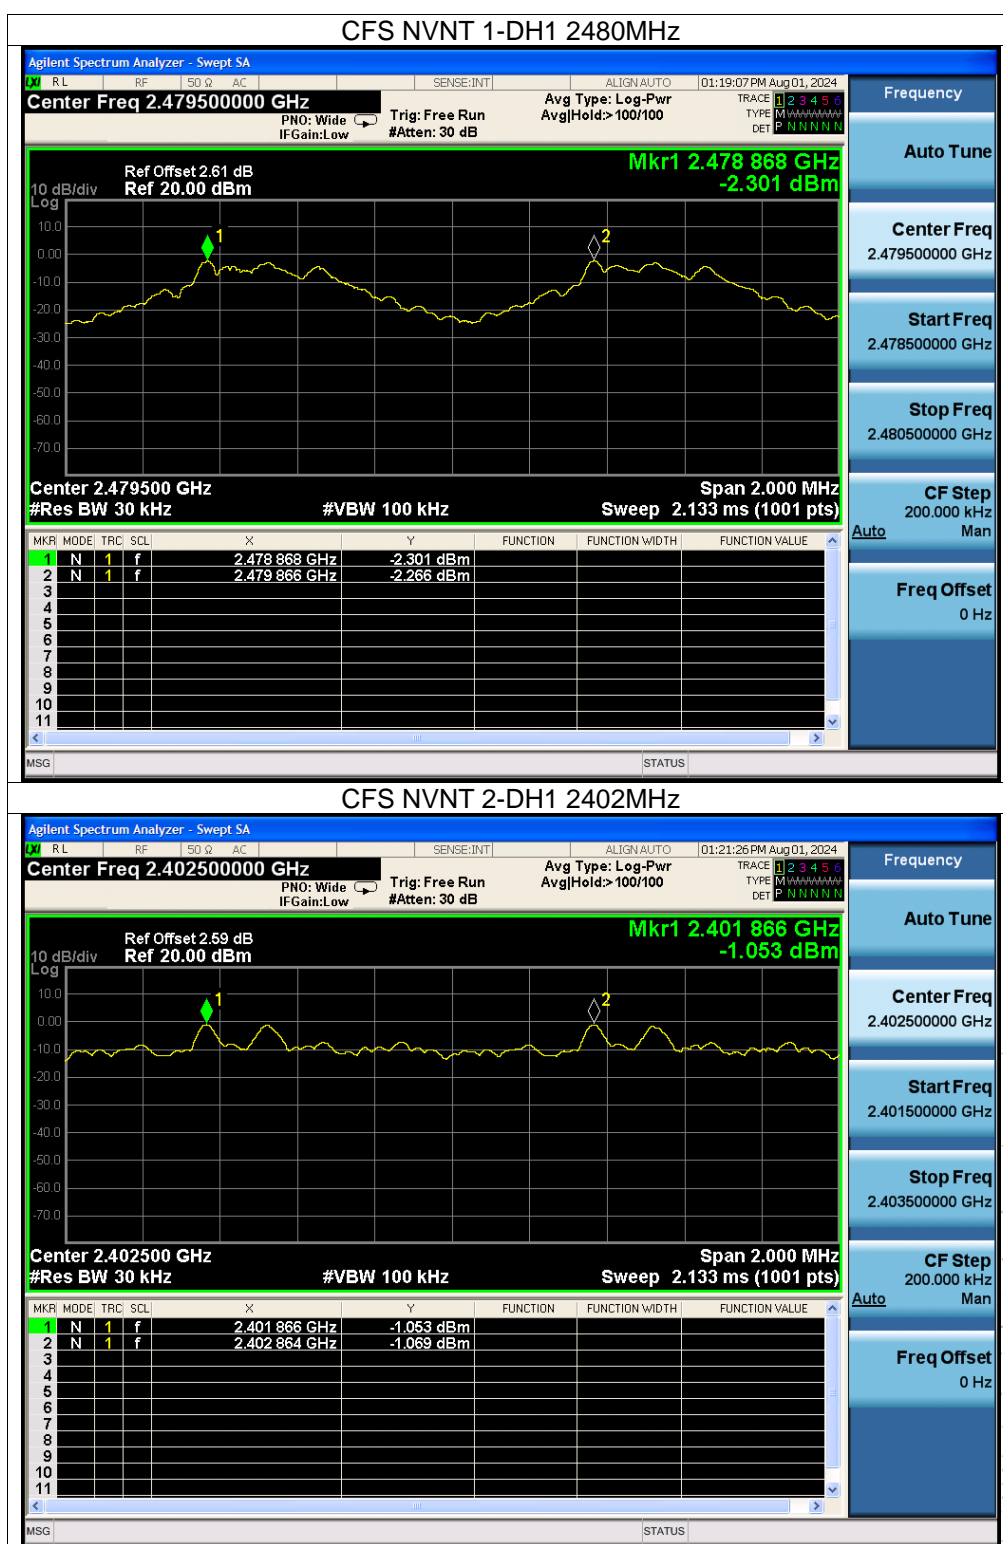 CFS NVNT 1-DH1 2480MHz
Agilent Spectrum Analyzer - Swept SA
LXI RL RF 50 Ω AC SENSE:INT ALIGN AUTO 01:19:07 PM Aug 01, 2024
Center Freq 2.479500000 GHz
PNO: Wide
IFGain:Low
Trig: Free Run
#Atten: 30 dB
Avg Type: Log-Pwr
Avg|Hold:>100/100
TRACE 1 2 3 4 5 6
TYPE M W W W W W
DET P N N N N N
Ref Offset 2.61 dB
Ref 20.00 dBm
10 dB/div
Log
Mkr1 2.478 868 GHz
-2.301 dBm
10.0
0.00
-10.0
-20.0
-30.0
-40.0
-50.0
-60.0
-70.0
1
2
Center 2.479500 GHz Span 2.000 MHz
#Res BW 30 kHz #VBW 100 kHz Sweep 2.133 ms (1001 pts)
MKR MODE TRC SCL X Y FUNCTION FUNCTION WIDTH FUNCTION VALUE
1 N 1 f 2.478 868 GHz -2.301 dBm
2 N 1 f 2.479 866 GHz -2.266 dBm
3
4
5
6
7
8
9
10
11
MSG STATUS
Frequency
Auto Tune
Center Freq
2.479500000 GHz
Start Freq
2.478500000 GHz
Stop Freq
2.480500000 GHz
CF Step
200.000 kHz
Auto Man
Freq Offset
0 Hz
CFS NVNT 2-DH1 2402MHz
Agilent Spectrum Analyzer - Swept SA
LXI RL RF 50 Ω AC SENSE:INT ALIGN AUTO 01:21:26 PM Aug 01, 2024
Center Freq 2.402500000 GHz
PNO: Wide
IFGain:Low
Trig: Free Run
#Atten: 30 dB
Avg Type: Log-Pwr
Avg|Hold:>100/100
TRACE 1 2 3 4 5 6
TYPE M W W W W W
DET P N N N N N
Ref Offset 2.59 dB
Ref 20.00 dBm
10 dB/div
Log
Mkr1 2.401 866 GHz
-1.053 dBm
10.0
0.00
-10.0
-20.0
-30.0
-40.0
-50.0
-60.0
-70.0
1
2
Center 2.402500 GHz Span 2.000 MHz
#Res BW 30 kHz #VBW 100 kHz Sweep 2.133 ms (1001 pts)
MKR MODE TRC SCL X Y FUNCTION FUNCTION WIDTH FUNCTION VALUE
1 N 1 f 2.401 866 GHz -1.053 dBm
2 N 1 f 2.402 864 GHz -1.069 dBm
3
4
5
6
7
8
9
10
11
MSG STATUS
Frequency
Auto Tune
Center Freq
2.402500000 GHz
Start Freq
2.401500000 GHz
Stop Freq
2.403500000 GHz
CF Step
200.000 kHz
Auto Man
Freq Offset
0 Hz